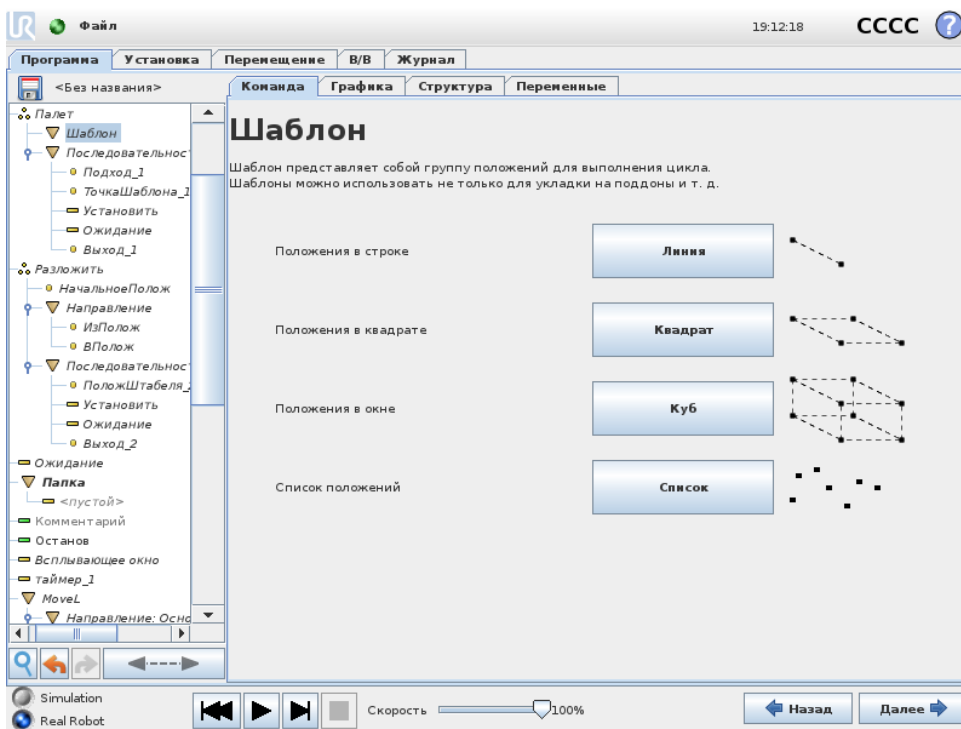 UR Файл 19:12:18 CCCC ?
Программа Установка Перемещение В/В Журнал
<Без названия>
Команда Графика Структура Переменные
Палет
Шаблон
Последовательнос
Подход_1
ТочкаШаблона_1
Установить
Ожидание
Выход_1
Разложить
НачальноеПолож
Направление
ИзПолож
ВПолож
Последовательнос
ПоложШтабеля_2
Установить
Ожидание
Выход_2
Ожидание
Папка
<пустой>
Комментарий
Останов
Всплывающее окно
таймер_1
MoveL
Направление: Осно
Шаблон
Шаблон представляет собой группу положений для выполнения цикла.
Шаблоны можно использовать не только для укладки на поддоны и т. д.
Положения в строке Линия
Положения в квадрате Квадрат
Положения в окне Куб
Список положений Список
Simulation
Real Robot
Скорость 100%
Назад Далее